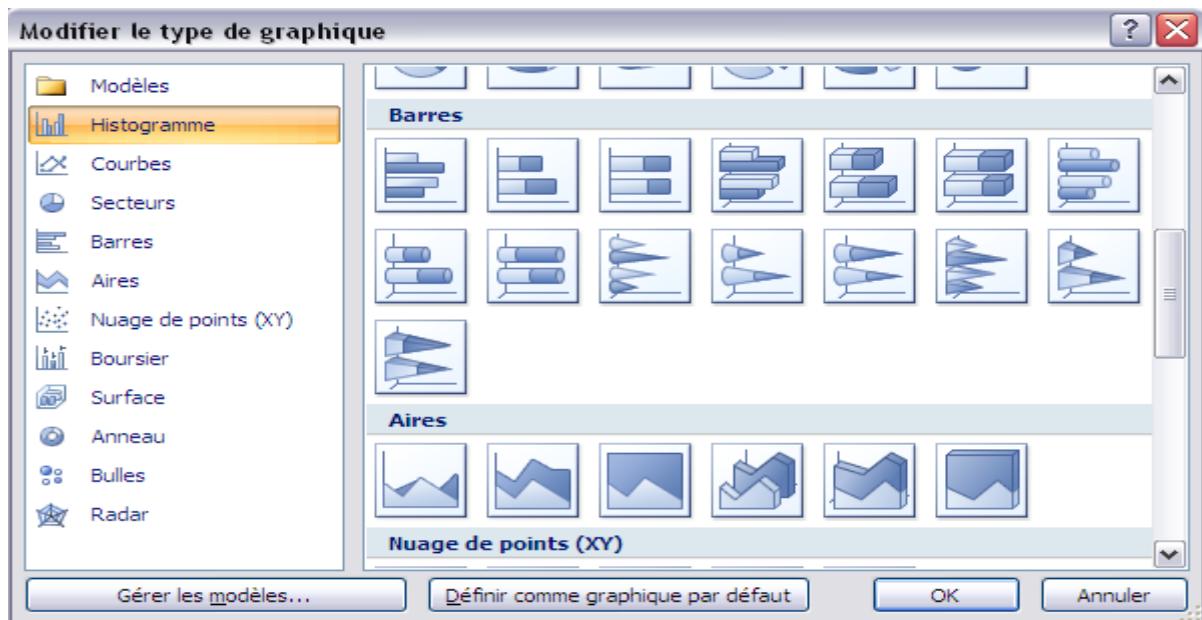 Modifier le type de graphique
Modèles
Histogramme
Courbes
Secteurs
Barres
Aires
Nuage de points (XY)
Boursier
Surface
Anneau
Bulles
Radar
Barres
Aires
Nuage de points (XY)
Gérer les modèles...
Définir comme graphique par défaut
OK
Annuler